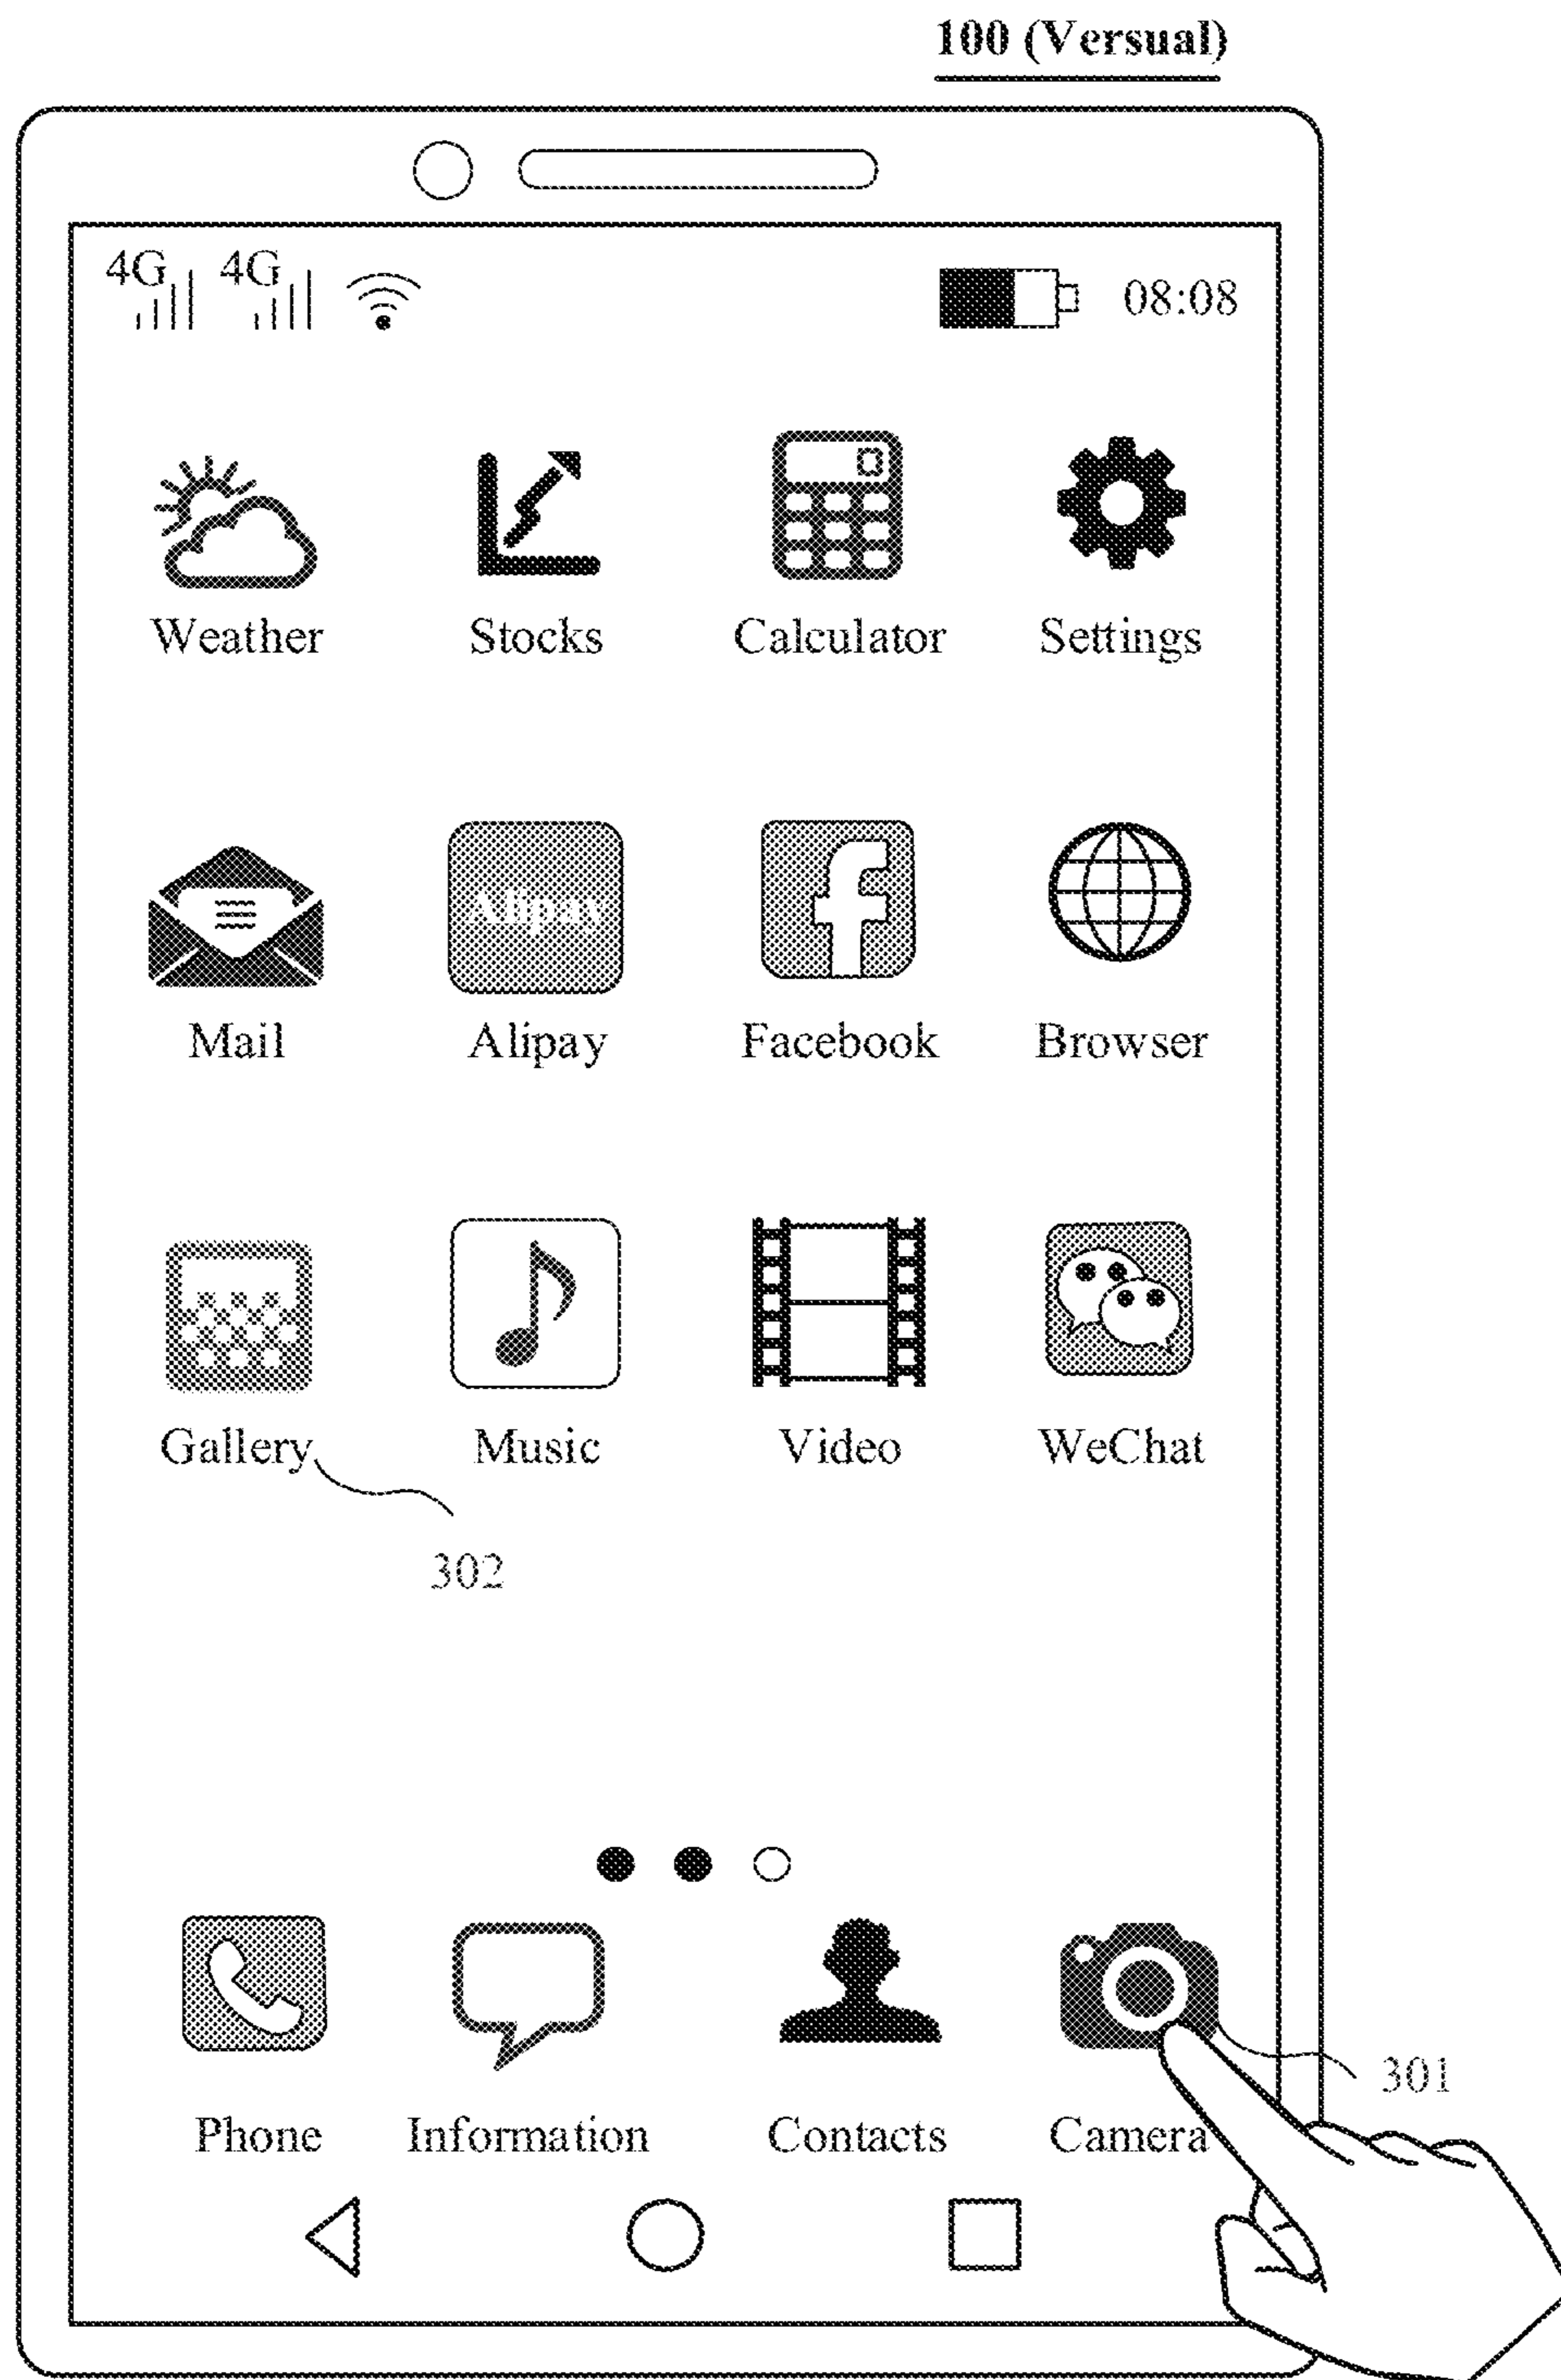 100 (Versual)
4G 4G 08:08
0
Weather Stocks Calculator Settings
Alipay
Mail Alipay Facebook Browser
Gallery Music Video WeChat
302
301
Phone Information Contacts Camera